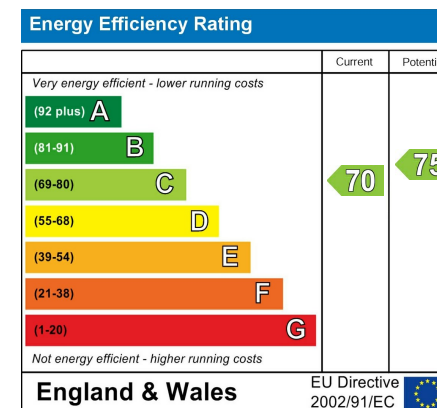 Energy Efficiency Rating
Current Potenti
Very energy efficient - lower running costs
(92 plus) A
(81-91) B
(69-80) C
(55-68) D
(39-54) E
(21-38) F
(1-20) G
70
75
Not energy efficient - higher running costs
England & Wales
EU Directive
2002/91/EC